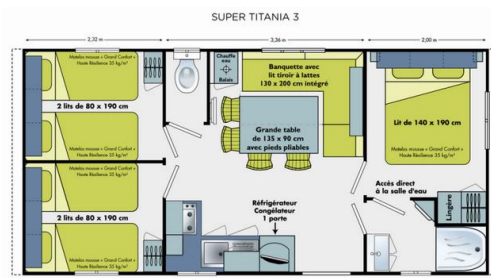 SUPER TITANIA 3
2,32 m
3,36 m
2,00 m
Matelas mousse « Grand Confort »
Haute Résilience 35 kg/m³
2 lits de 80 x 190 cm
Matelas mousse « Grand Confort »
Haute Résilience 35 kg/m³
Matelas mousse « Grand Confort »
Haute Résilience 35 kg/m³
2 lits de 80 x 190 cm
Matelas mousse « Grand Confort »
Haute Résilience 35 kg/m³
Chauffe
eau
Balais
Banquette avec
lit tiroir à lattes
130 x 200 cm intégré
Grande table
de 135 x 90 cm
avec pieds pliables
Réfrigérateur
Congélateur
1 porte
Lit de 140 x 190 cm
Matelas mousse « Grand Confort »
Haute Résilience 35 kg/m³
Accès direct
à la salle d'eau
Lingère